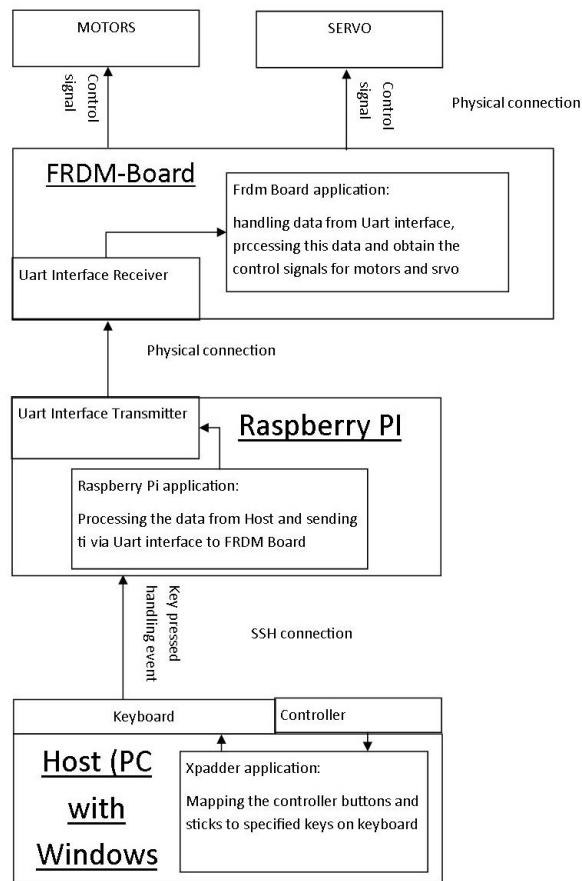 MOTORS
SERVO
Control
signal
Control
signal
Physical connection
FRDM-Board
Frdm Board application:
handling data from Uart interface,
prccessing this data and obtain the
control signals for motors and srvo
Uart Interface Receiver
Physical connection
Uart Interface Transmitter
Raspberry PI
Raspberry Pi application:
Processing the data from Host and sending
ti via Uart interface to FRDM Board
Key pressed
handling event
SSH connection
Keyboard
Controller
Host (PC
with
Windows
Xpadder application:
Mapping the controller buttons and
sticks to specified keys on keyboard